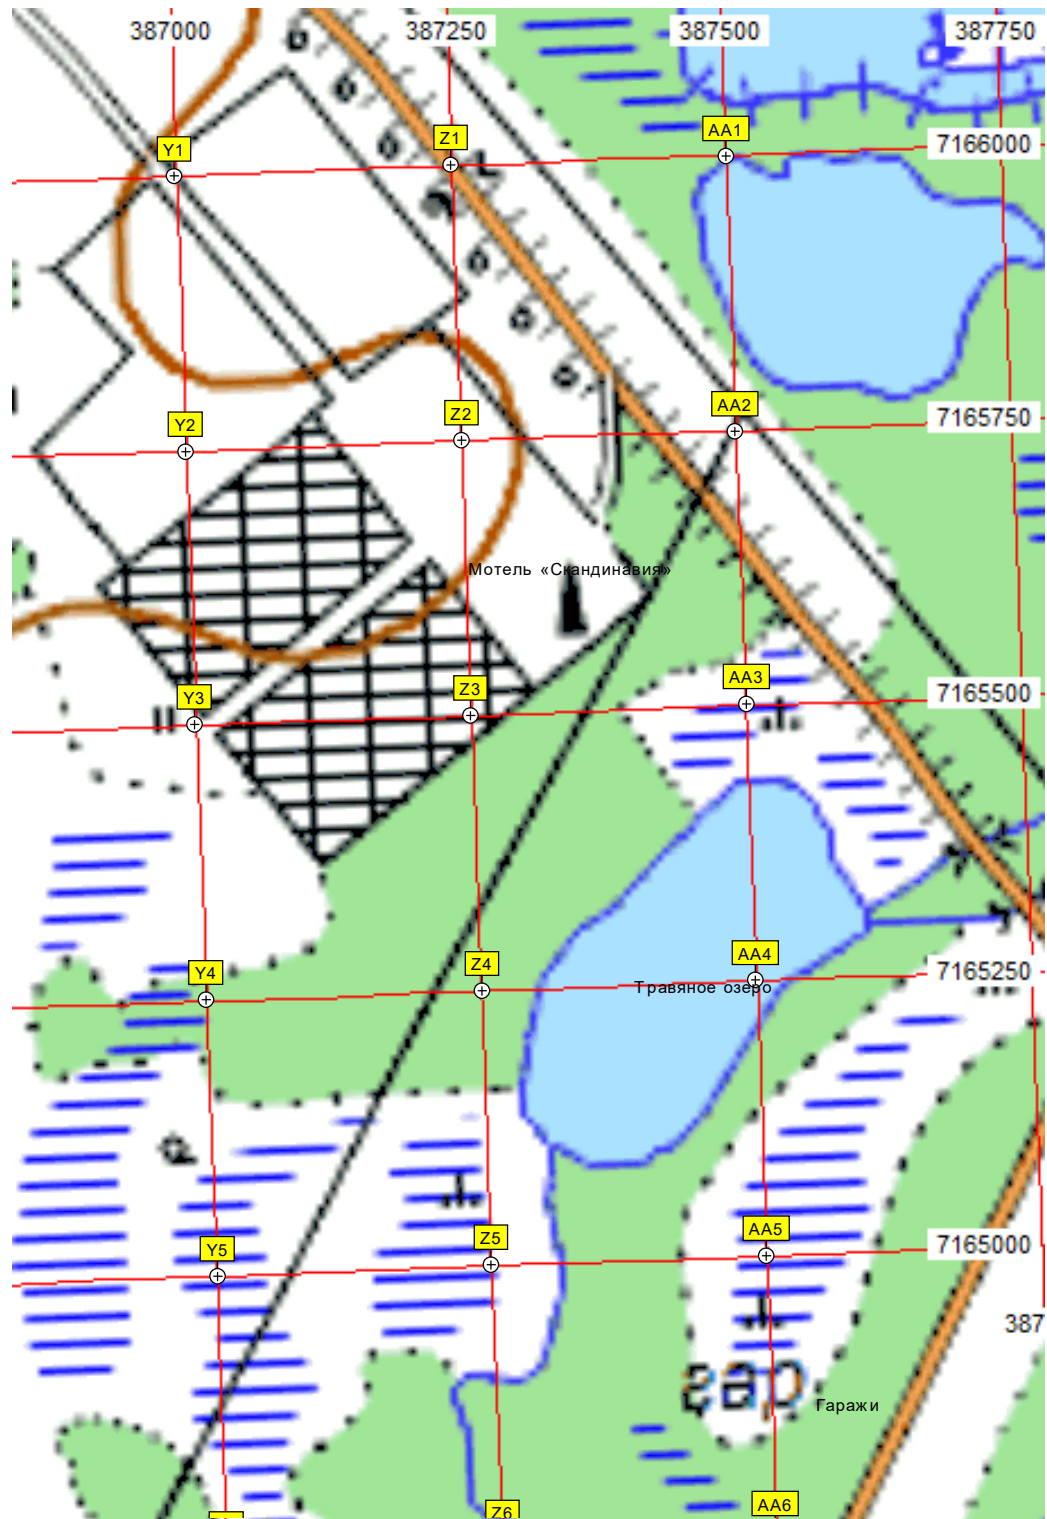 387000 387250 387500 387750
Y1 Z1 AA1 7166000
Y2 Z2 AA2 7165750
Мотель «Скандинавия»
Y3 Z3 AA3 7165500
Y4 Z4 AA4 7165250
Травяное озеро
Y5 Z5 AA5 7165000
387
гар
Гаражи
Z6 AA6